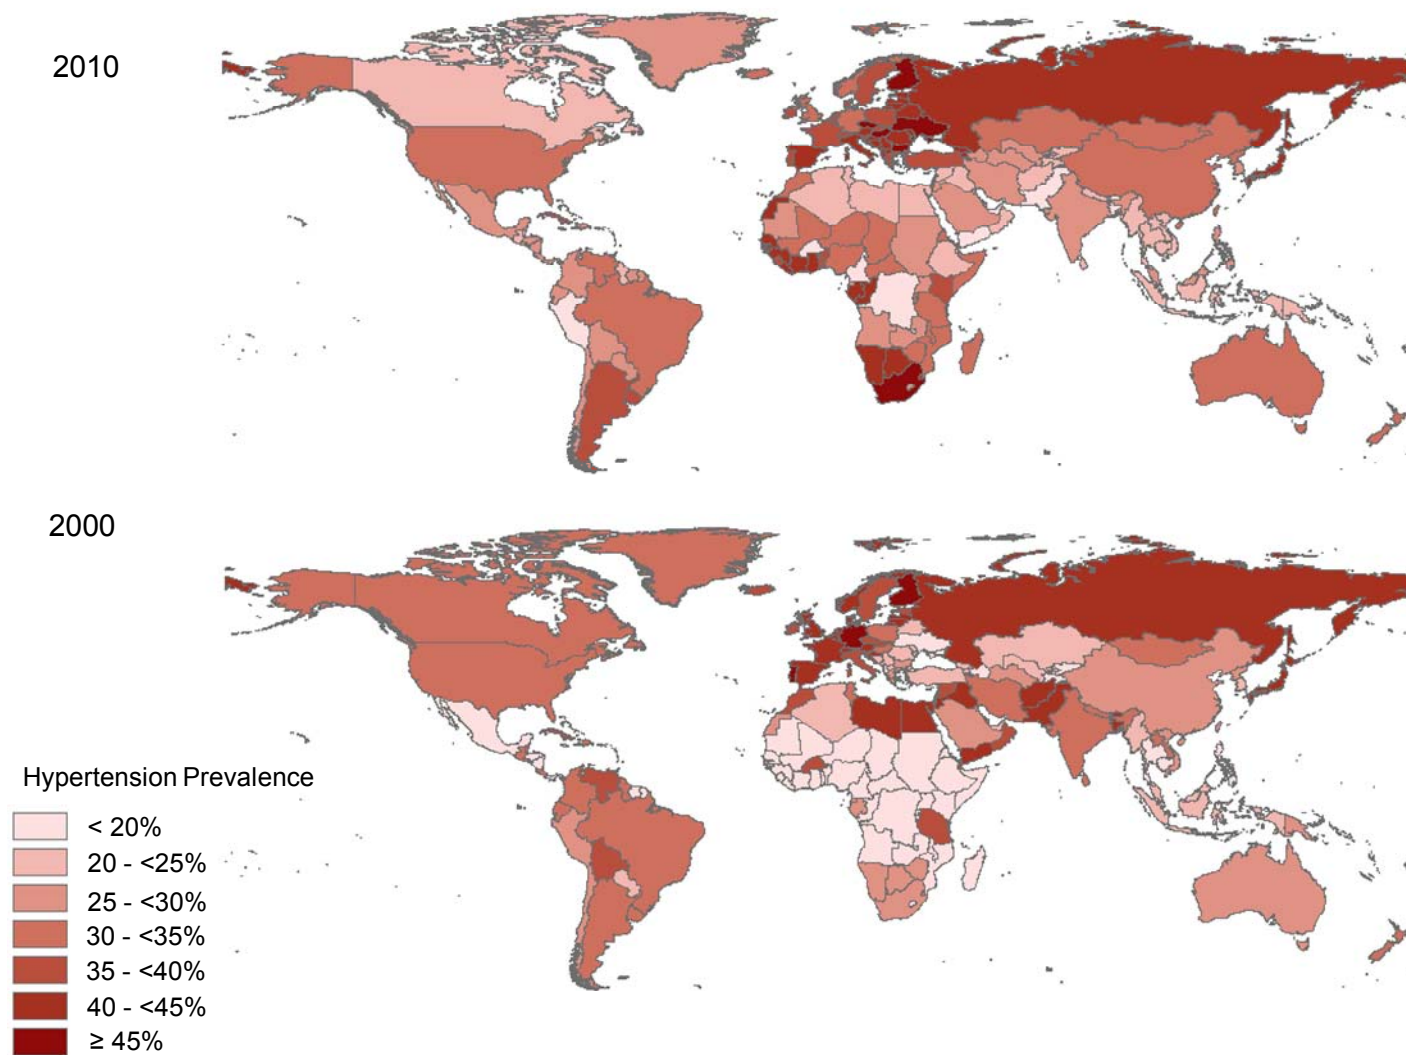 2010
2000
Hypertension Prevalence
< 20%
20 - <25%
25 - <30%
30 - <35%
35 - <40%
40 - <45%
≥ 45%